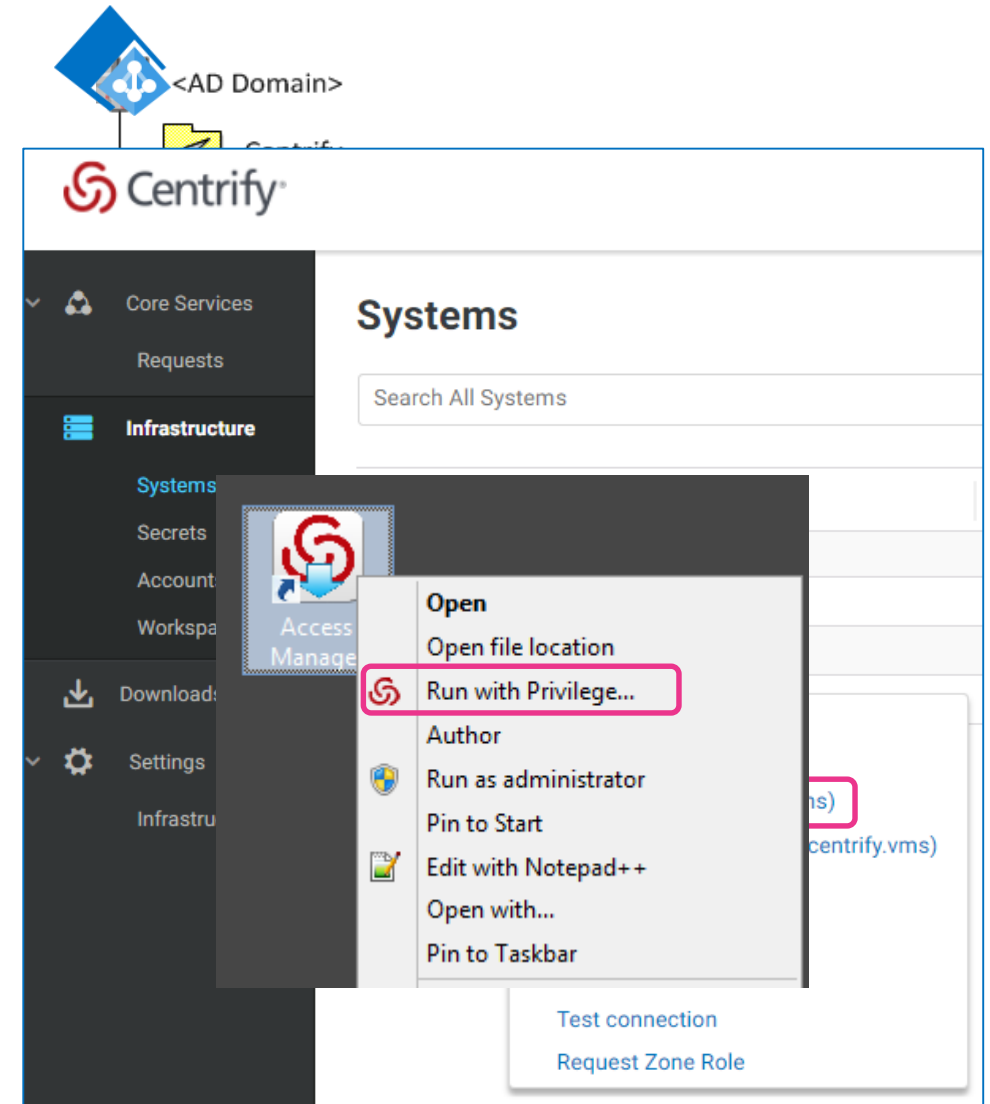 <AD Domain>
Centrify
Core Services
Requests
Infrastructure
Systems
Secrets
Account
Workspa
Downloads
Settings
Infrastru
Systems
Search All Systems
Access
Manage
Open
Open file location
Run with Privilege...
Author
Run as administrator
Pin to Start
Edit with Notepad++
Open with...
Pin to Taskbar
ns)
centrify.vms)
Test connection
Request Zone Role